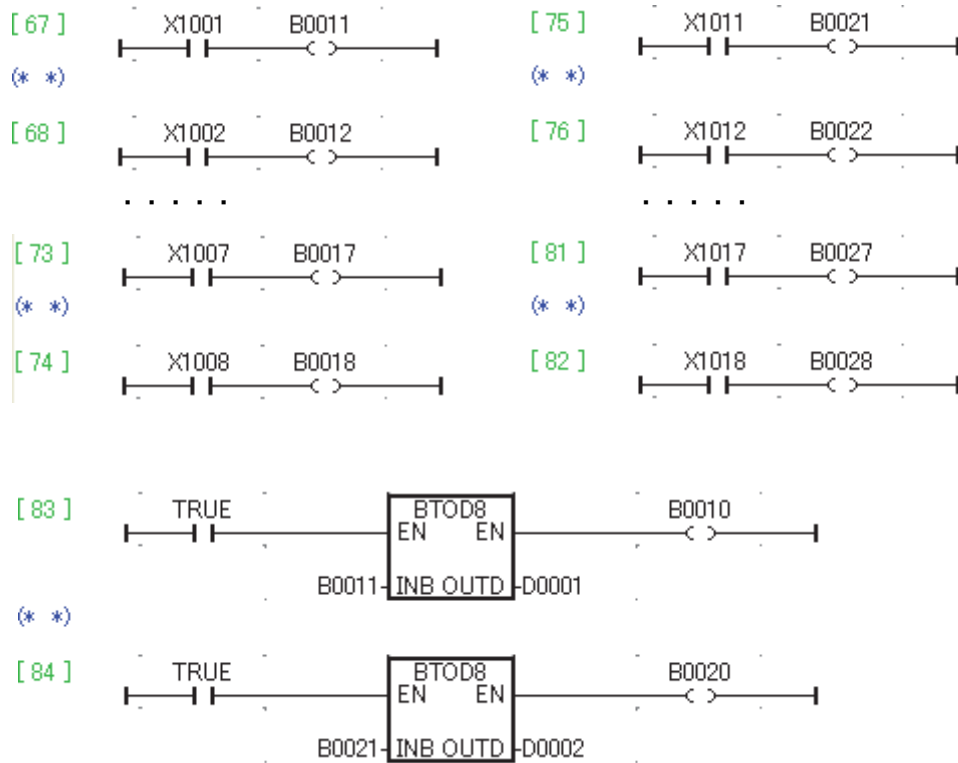 [ 67 ] X1001 B0011
(* *)
[ 68 ] X1002 B0012
. . . . .
[ 73 ] X1007 B0017
(* *)
[ 74 ] X1008 B0018
[ 75 ] X1011 B0021
(* *)
[ 76 ] X1012 B0022
. . . . .
[ 81 ] X1017 B0027
(* *)
[ 82 ] X1018 B0028
[ 83 ] TRUE BTOD8 B0010
EN EN
B0011 INB OUTD D0001
(* *)
[ 84 ] TRUE BTOD8 B0020
EN EN
B0021 INB OUTD D0002